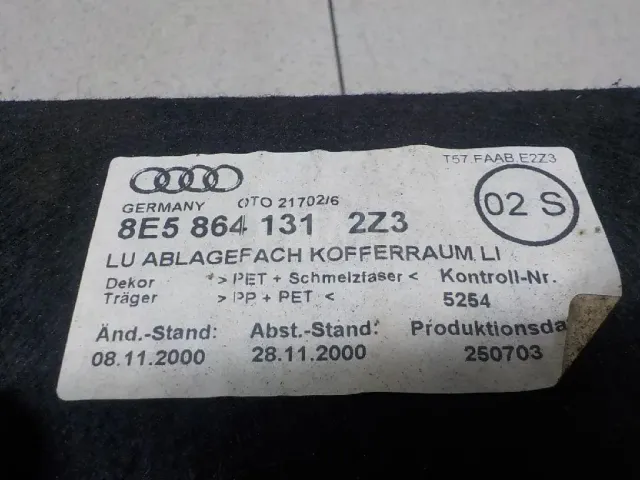 T57.FAAB.E2Z3
GERMANY OTO 21702/6
02 S
8E5 864 131 2Z3
LU ABLAGEFACH KOFFERRAUM LI
Dekor > PET + Schmelzfaser < Kontroll-Nr.
Träger > PP + PET < 5254
Änd.-Stand: Abst.-Stand: Produktionsda
08.11.2000 28.11.2000 250703